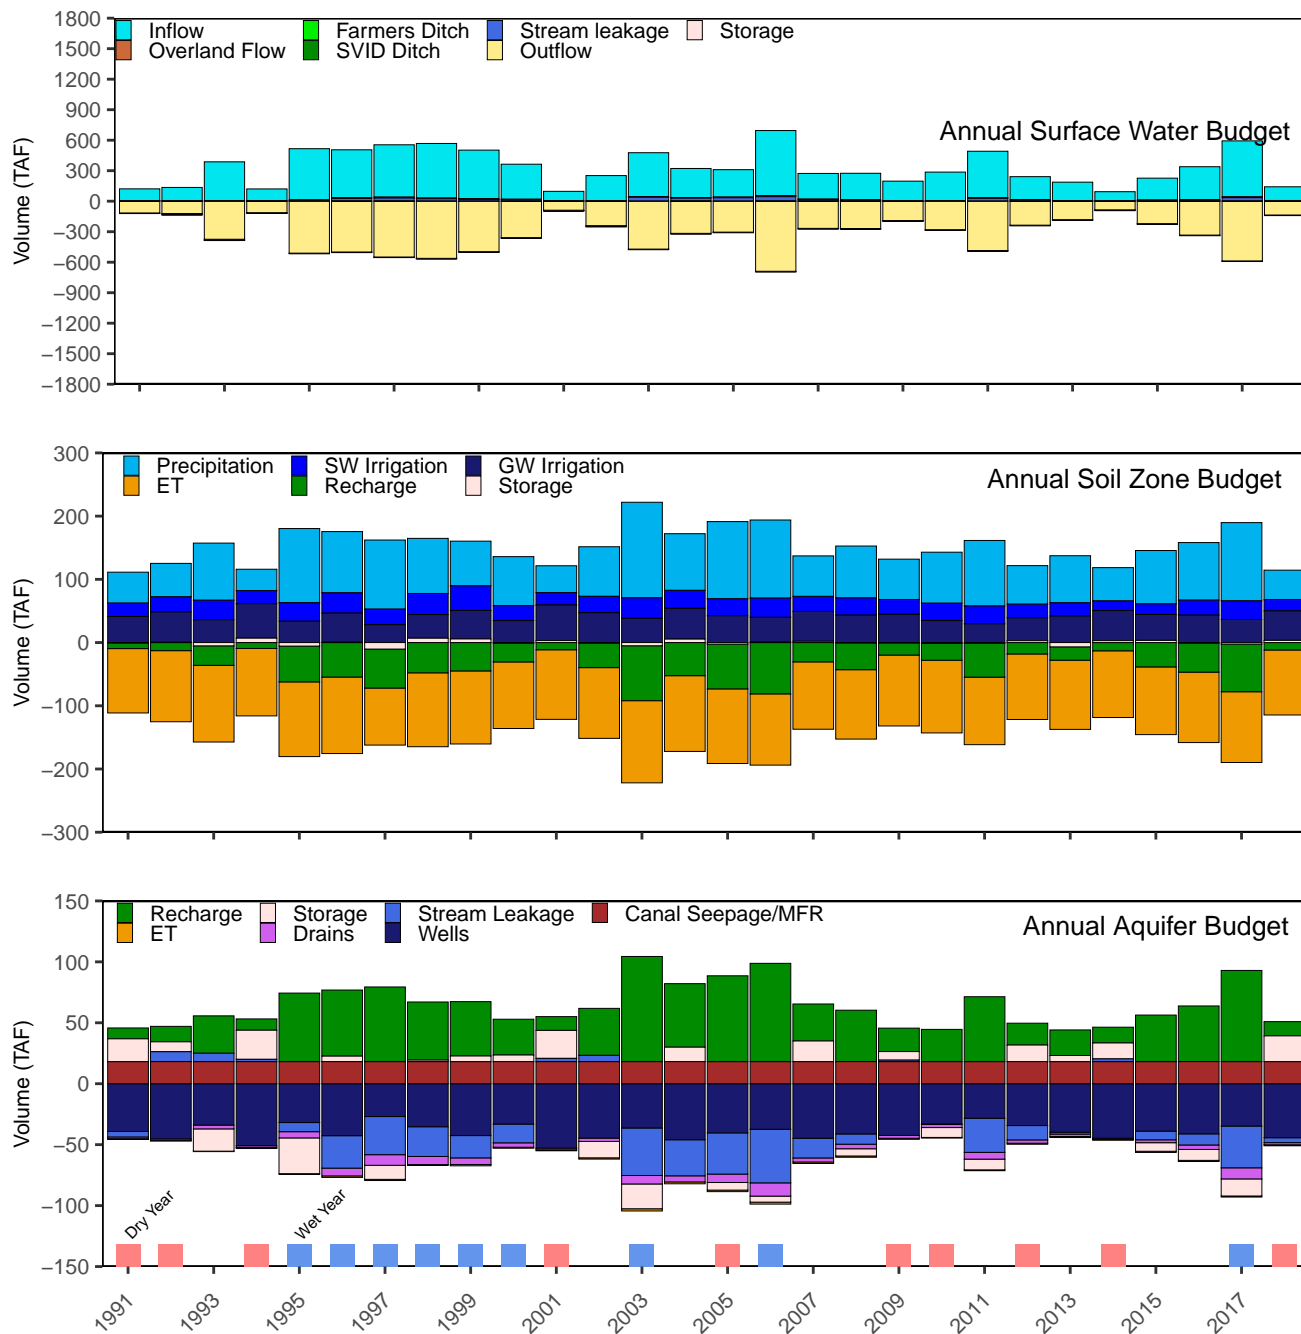 Inflow Farmers Ditch Stream leakage Storage
Overland Flow SVID Ditch Outflow
Annual Surface Water Budget
Volume (TAF)
1800
1500
1200
900
600
300
0
−300
−600
−900
−1200
−1500
−1800
Precipitation SW Irrigation GW Irrigation
ET Recharge Storage
Annual Soil Zone Budget
Volume (TAF)
300
200
100
0
−100
−200
−300
Recharge Storage Stream Leakage Canal Seepage/MFR
ET Drains Wells
Annual Aquifer Budget
Volume (TAF)
150
100
50
0
−50
−100
−150
Dry Year Wet Year
1991 1993 1995 1997 1999 2001 2003 2005 2007 2009 2011 2013 2015 2017